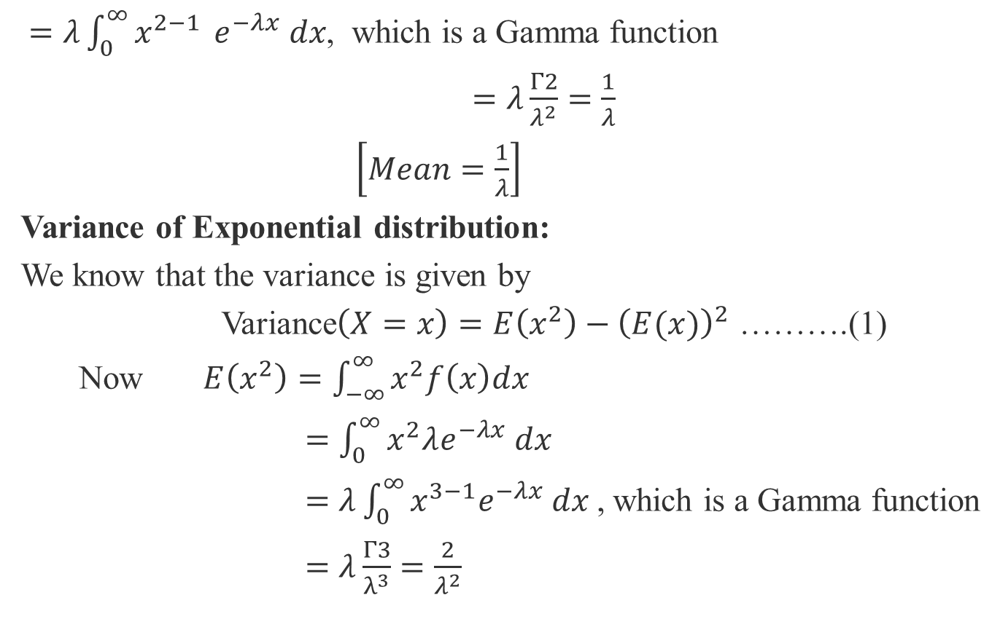 = λ ∫₀^∞ x²⁻¹ e^(−λx) dx, which is a Gamma function
= λ Γ2/λ² = 1/λ
[Mean = 1/λ]
Variance of Exponential distribution:
We know that the variance is given by
Variance(X = x) = E(x²) − (E(x))² ..........(1)
Now E(x²) = ∫_(−∞)^∞ x² f(x)dx
= ∫₀^∞ x² λe^(−λx) dx
= λ ∫₀^∞ x³⁻¹ e^(−λx) dx , which is a Gamma function
= λ Γ3/λ³ = 2/λ²